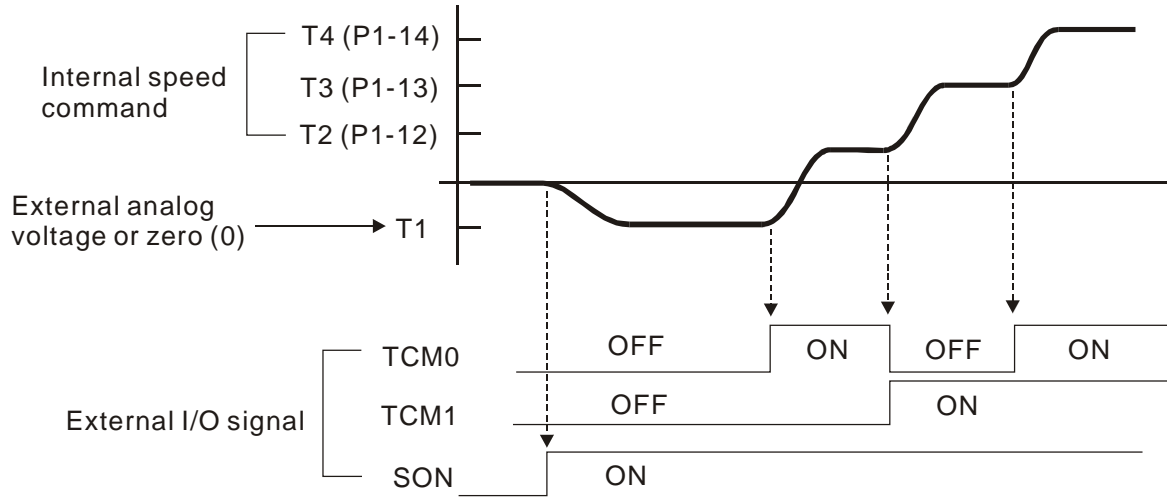 T4 (P1-14)
Internal speed
command
T3 (P1-13)
T2 (P1-12)
External analog
voltage or zero (0)
T1
TCM0
OFF
ON
OFF
ON
TCM1
OFF
ON
External I/O signal
SON
ON